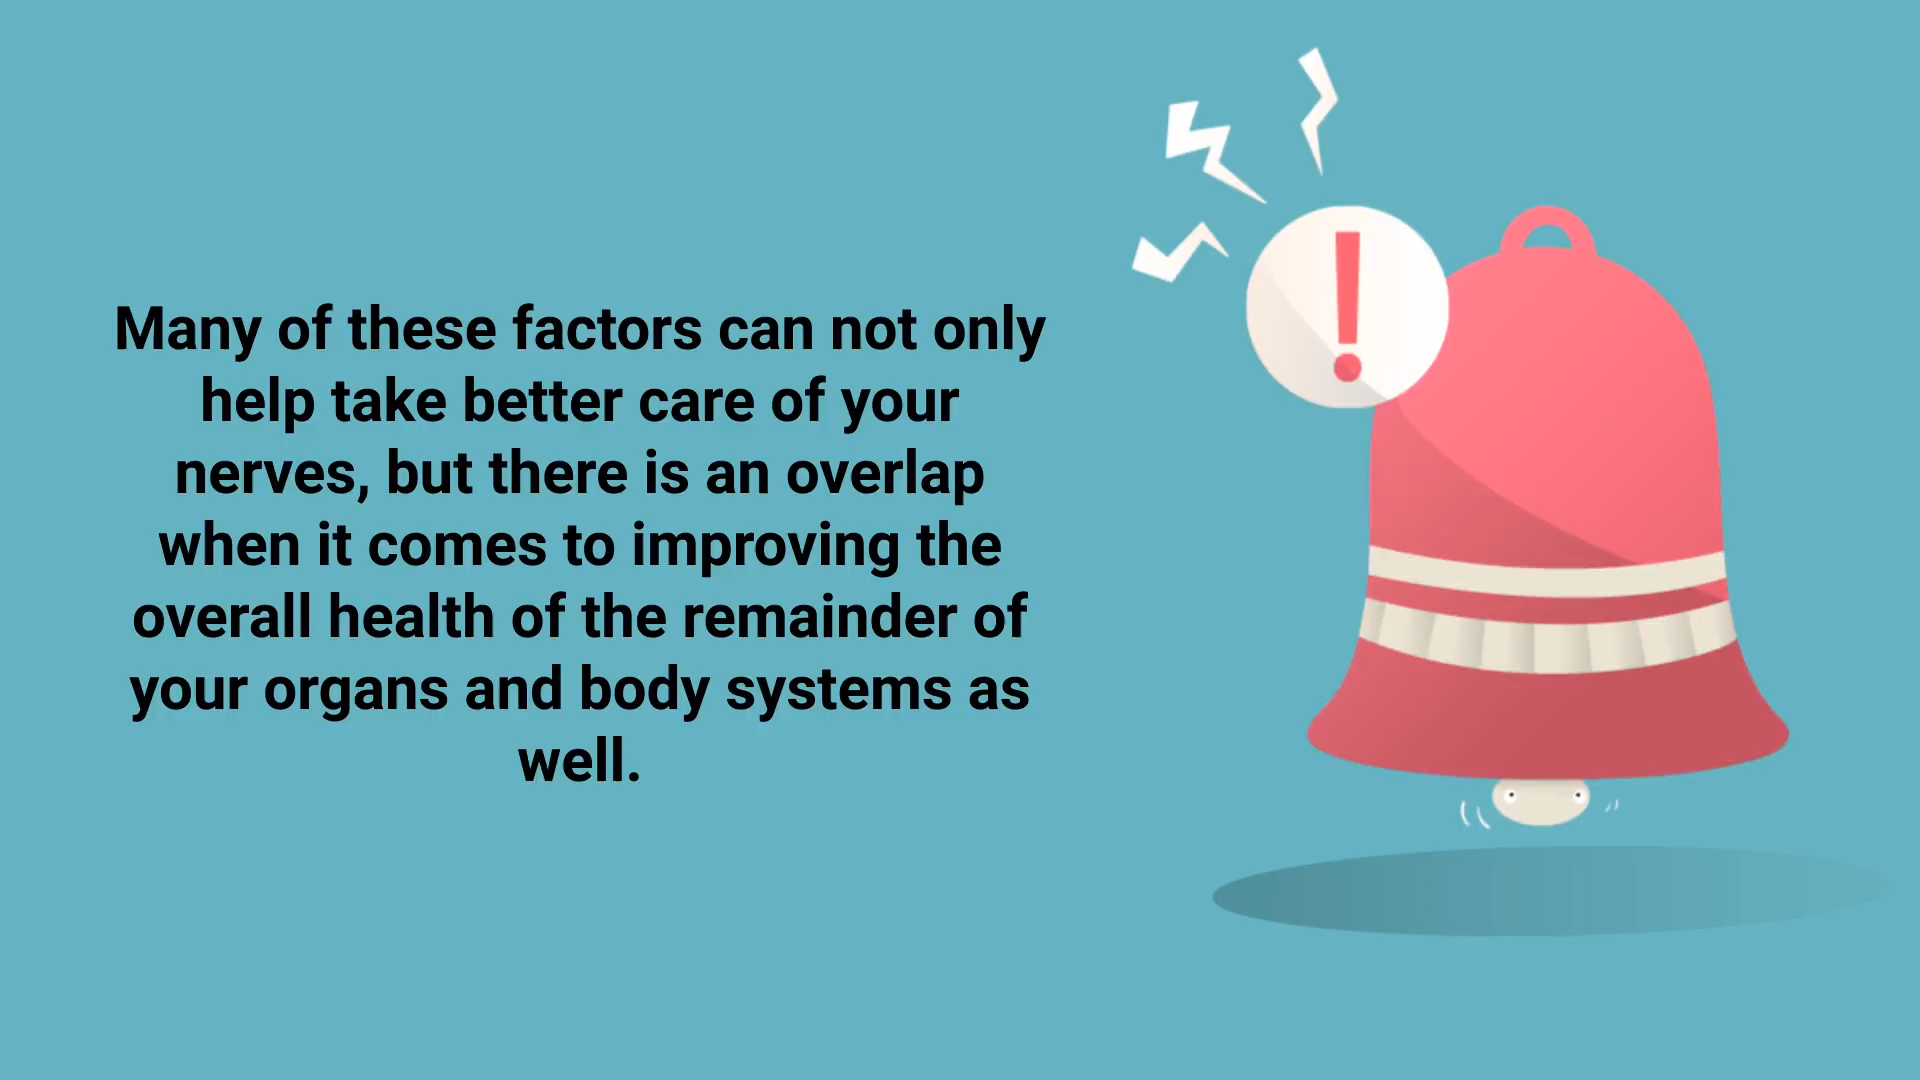 Many of these factors can not only
help take better care of your
nerves, but there is an overlap
when it comes to improving the
overall health of the remainder of
your organs and body systems as
well.
!